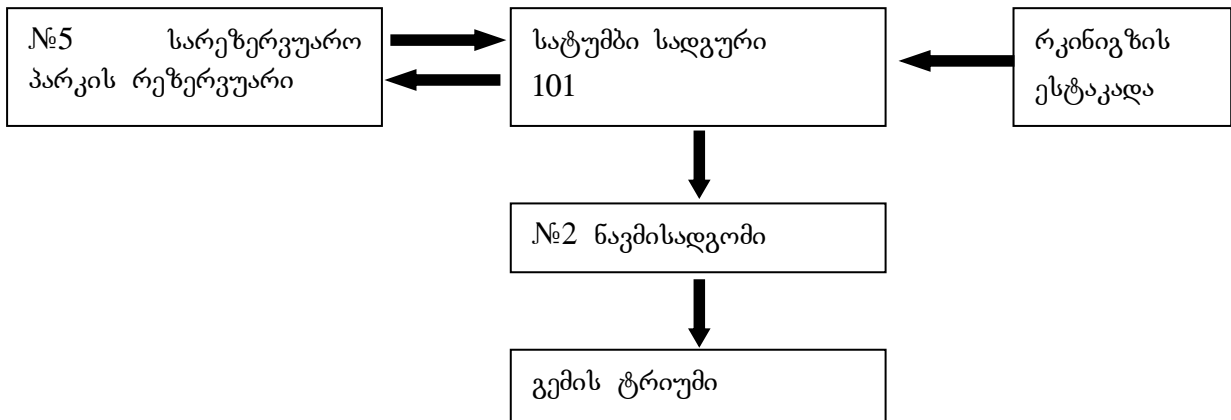 №5 სარეზერვუარო
პარკის რეზერვუარი
სატუმბი სადგური
101
რკინიგზის
ესტაკადა
№2 ნავმისადგომი
გემის ტრიუმი